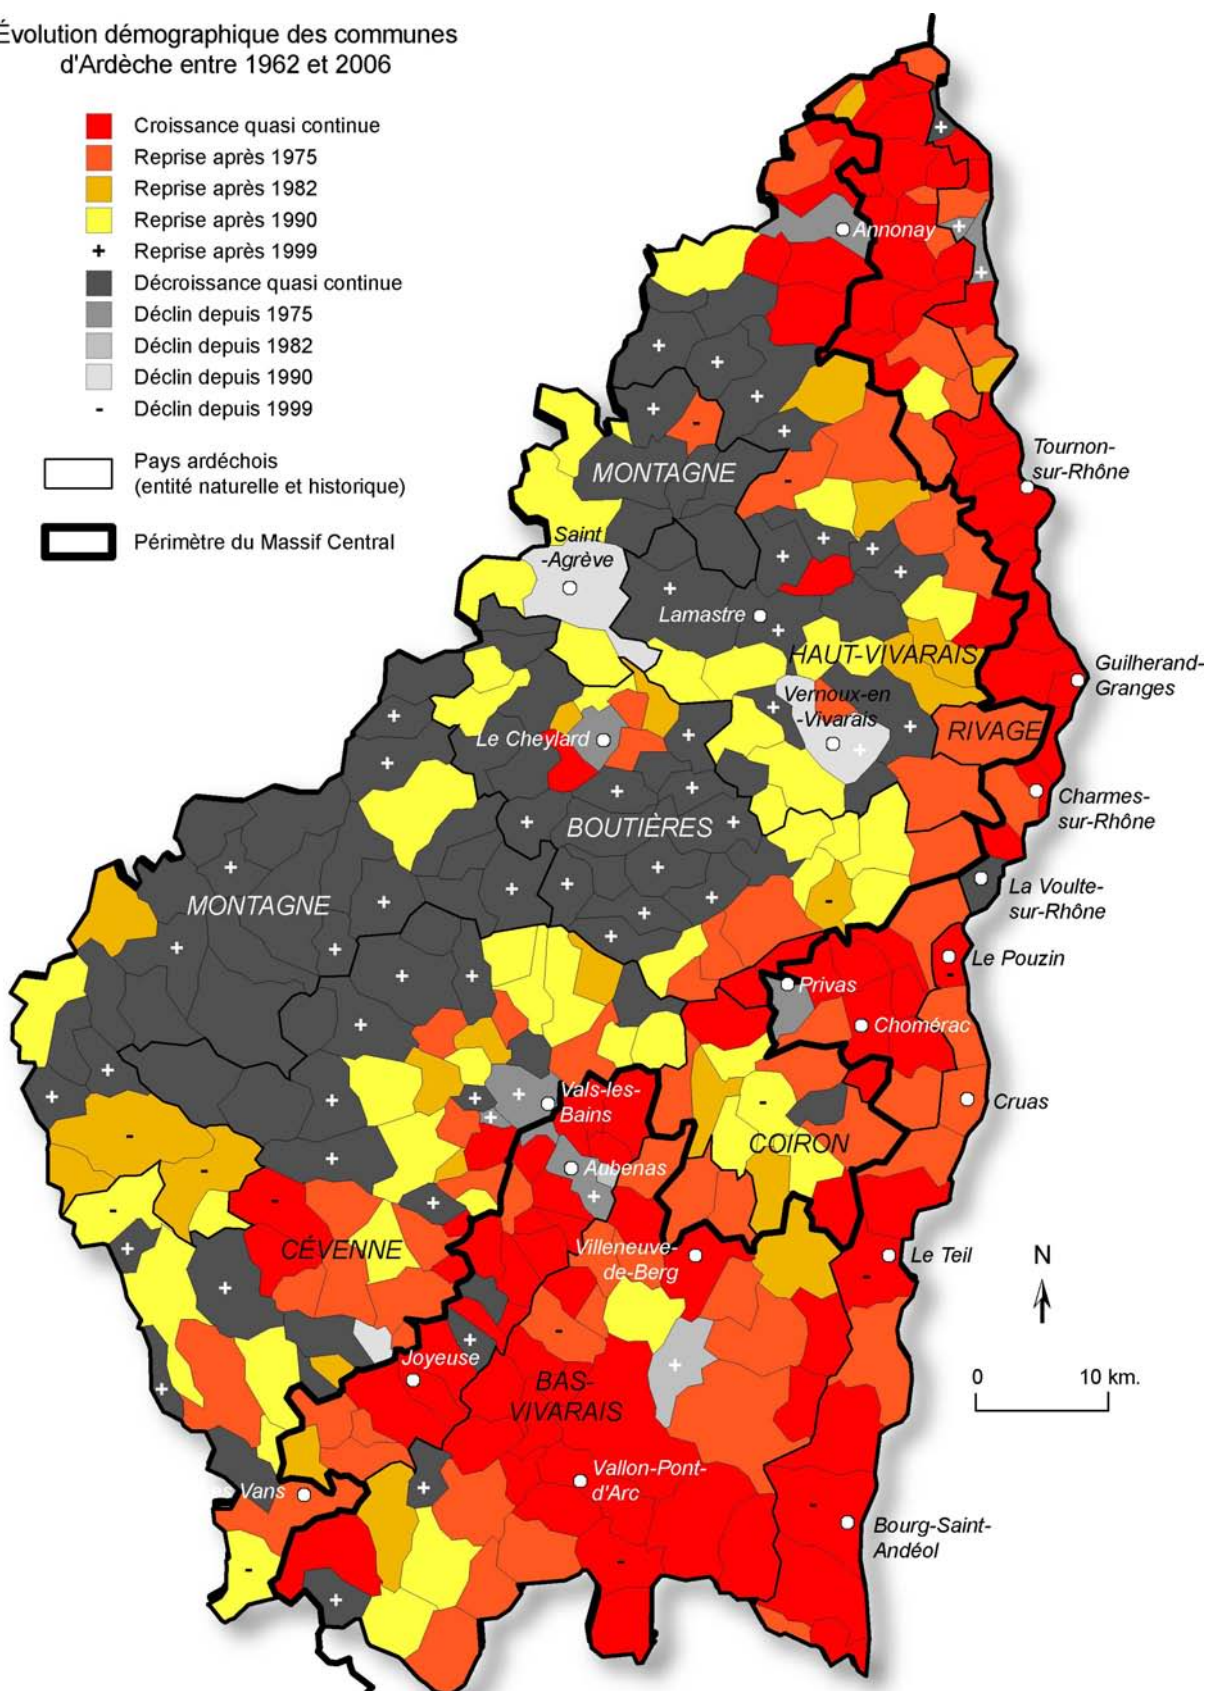 Évolution démographique des communes
d'Ardèche entre 1962 et 2006
Croissance quasi continue
Reprise après 1975
Reprise après 1982
Reprise après 1990
+ Reprise après 1999
Décroissance quasi continue
Déclin depuis 1975
Déclin depuis 1982
Déclin depuis 1990
- Déclin depuis 1999
Pays ardéchois
(entité naturelle et historique)
Périmètre du Massif Central
Annonay
MONTAGNE
Tournon-
sur-Rhône
Saint
-Agrève
Lamastre
HAUT-VIVARAIS
Guilherand-
Granges
Vernoux-en
-Vivarais
RIVAGE
Le Cheylard
Charmes-
sur-Rhône
BOUTIÈRES
La Voulte-
sur-Rhône
MONTAGNE
Le Pouzin
Privas
Chomérac
Vals-les-
Bains
Cruas
COIRON
Aubenas
CÉVENNE
Villeneuve-
de-Berg
Le Teil
N
Joyeuse
BAS-
VIVARAIS
0 10 km.
Vallon-Pont-
d'Arc
es Vans
Bourg-Saint-
Andéol